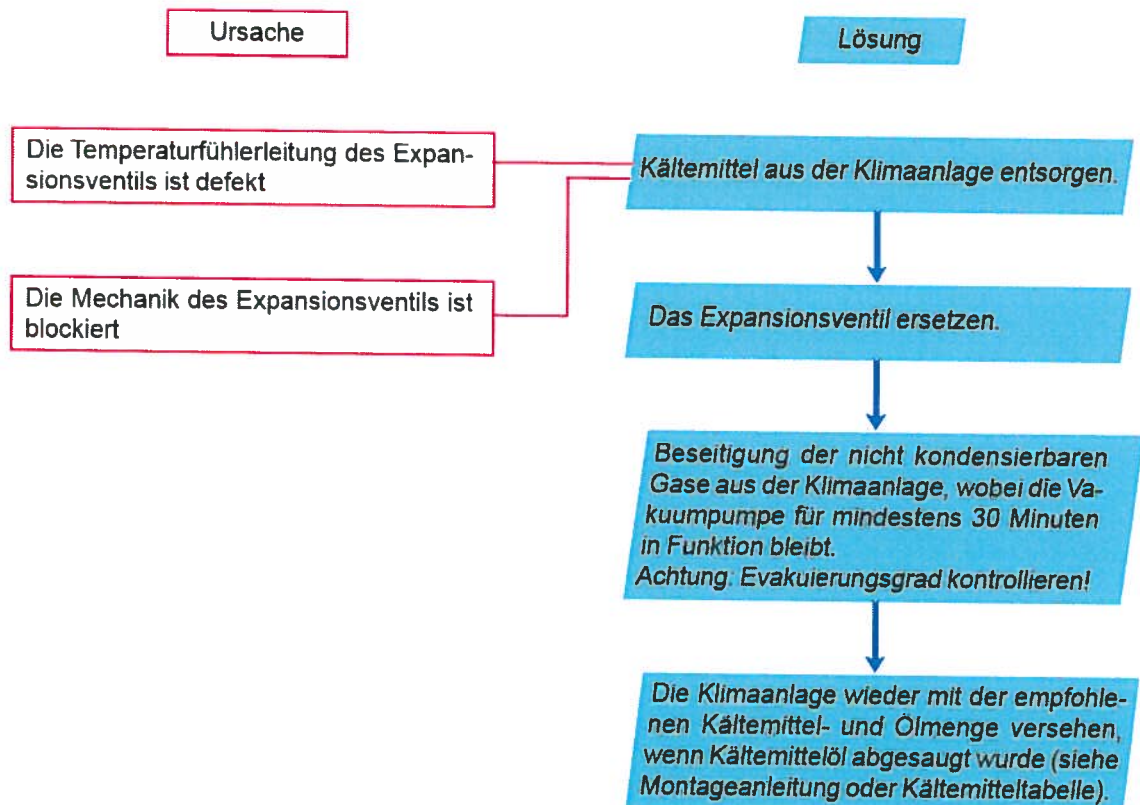 Ursache
Lösung
Die Temperaturfühlerleitung des Expan-
sionsventils ist defekt
Kältemittel aus der Klimaanlage entsorgen.
Die Mechanik des Expansionsventils ist
blockiert
Das Expansionsventil ersetzen.
Beseitigung der nicht kondensierbaren
Gase aus der Klimaanlage, wobei die Va-
kuumpumpe für mindestens 30 Minuten
in Funktion bleibt.
Achtung: Evakuierungsgrad kontrollieren!
Die Klimaanlage wieder mit der empfohle-
nen Kältemittel- und Ölmenge versehen,
wenn Kältemittelöl abgesaugt wurde (siehe
Montageanleitung oder Kältemitteltabelle).